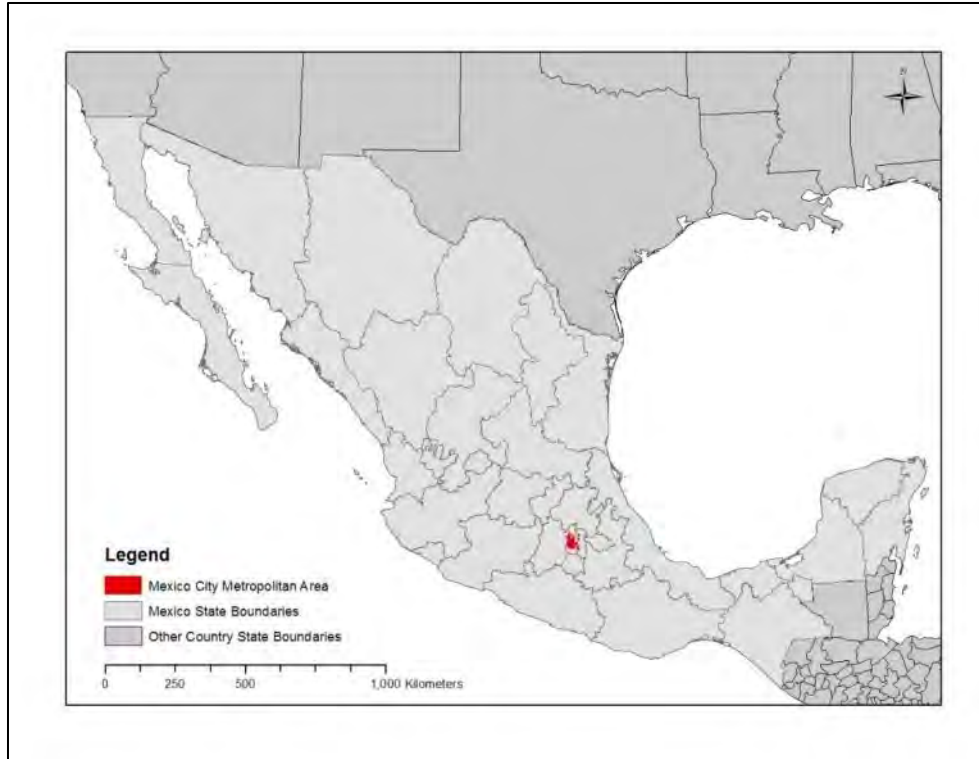 N
Legend
Mexico City Metropolitan Area
Mexico State Boundaries
Other Country State Boundaries
0 250 500 1,000 Kilometers